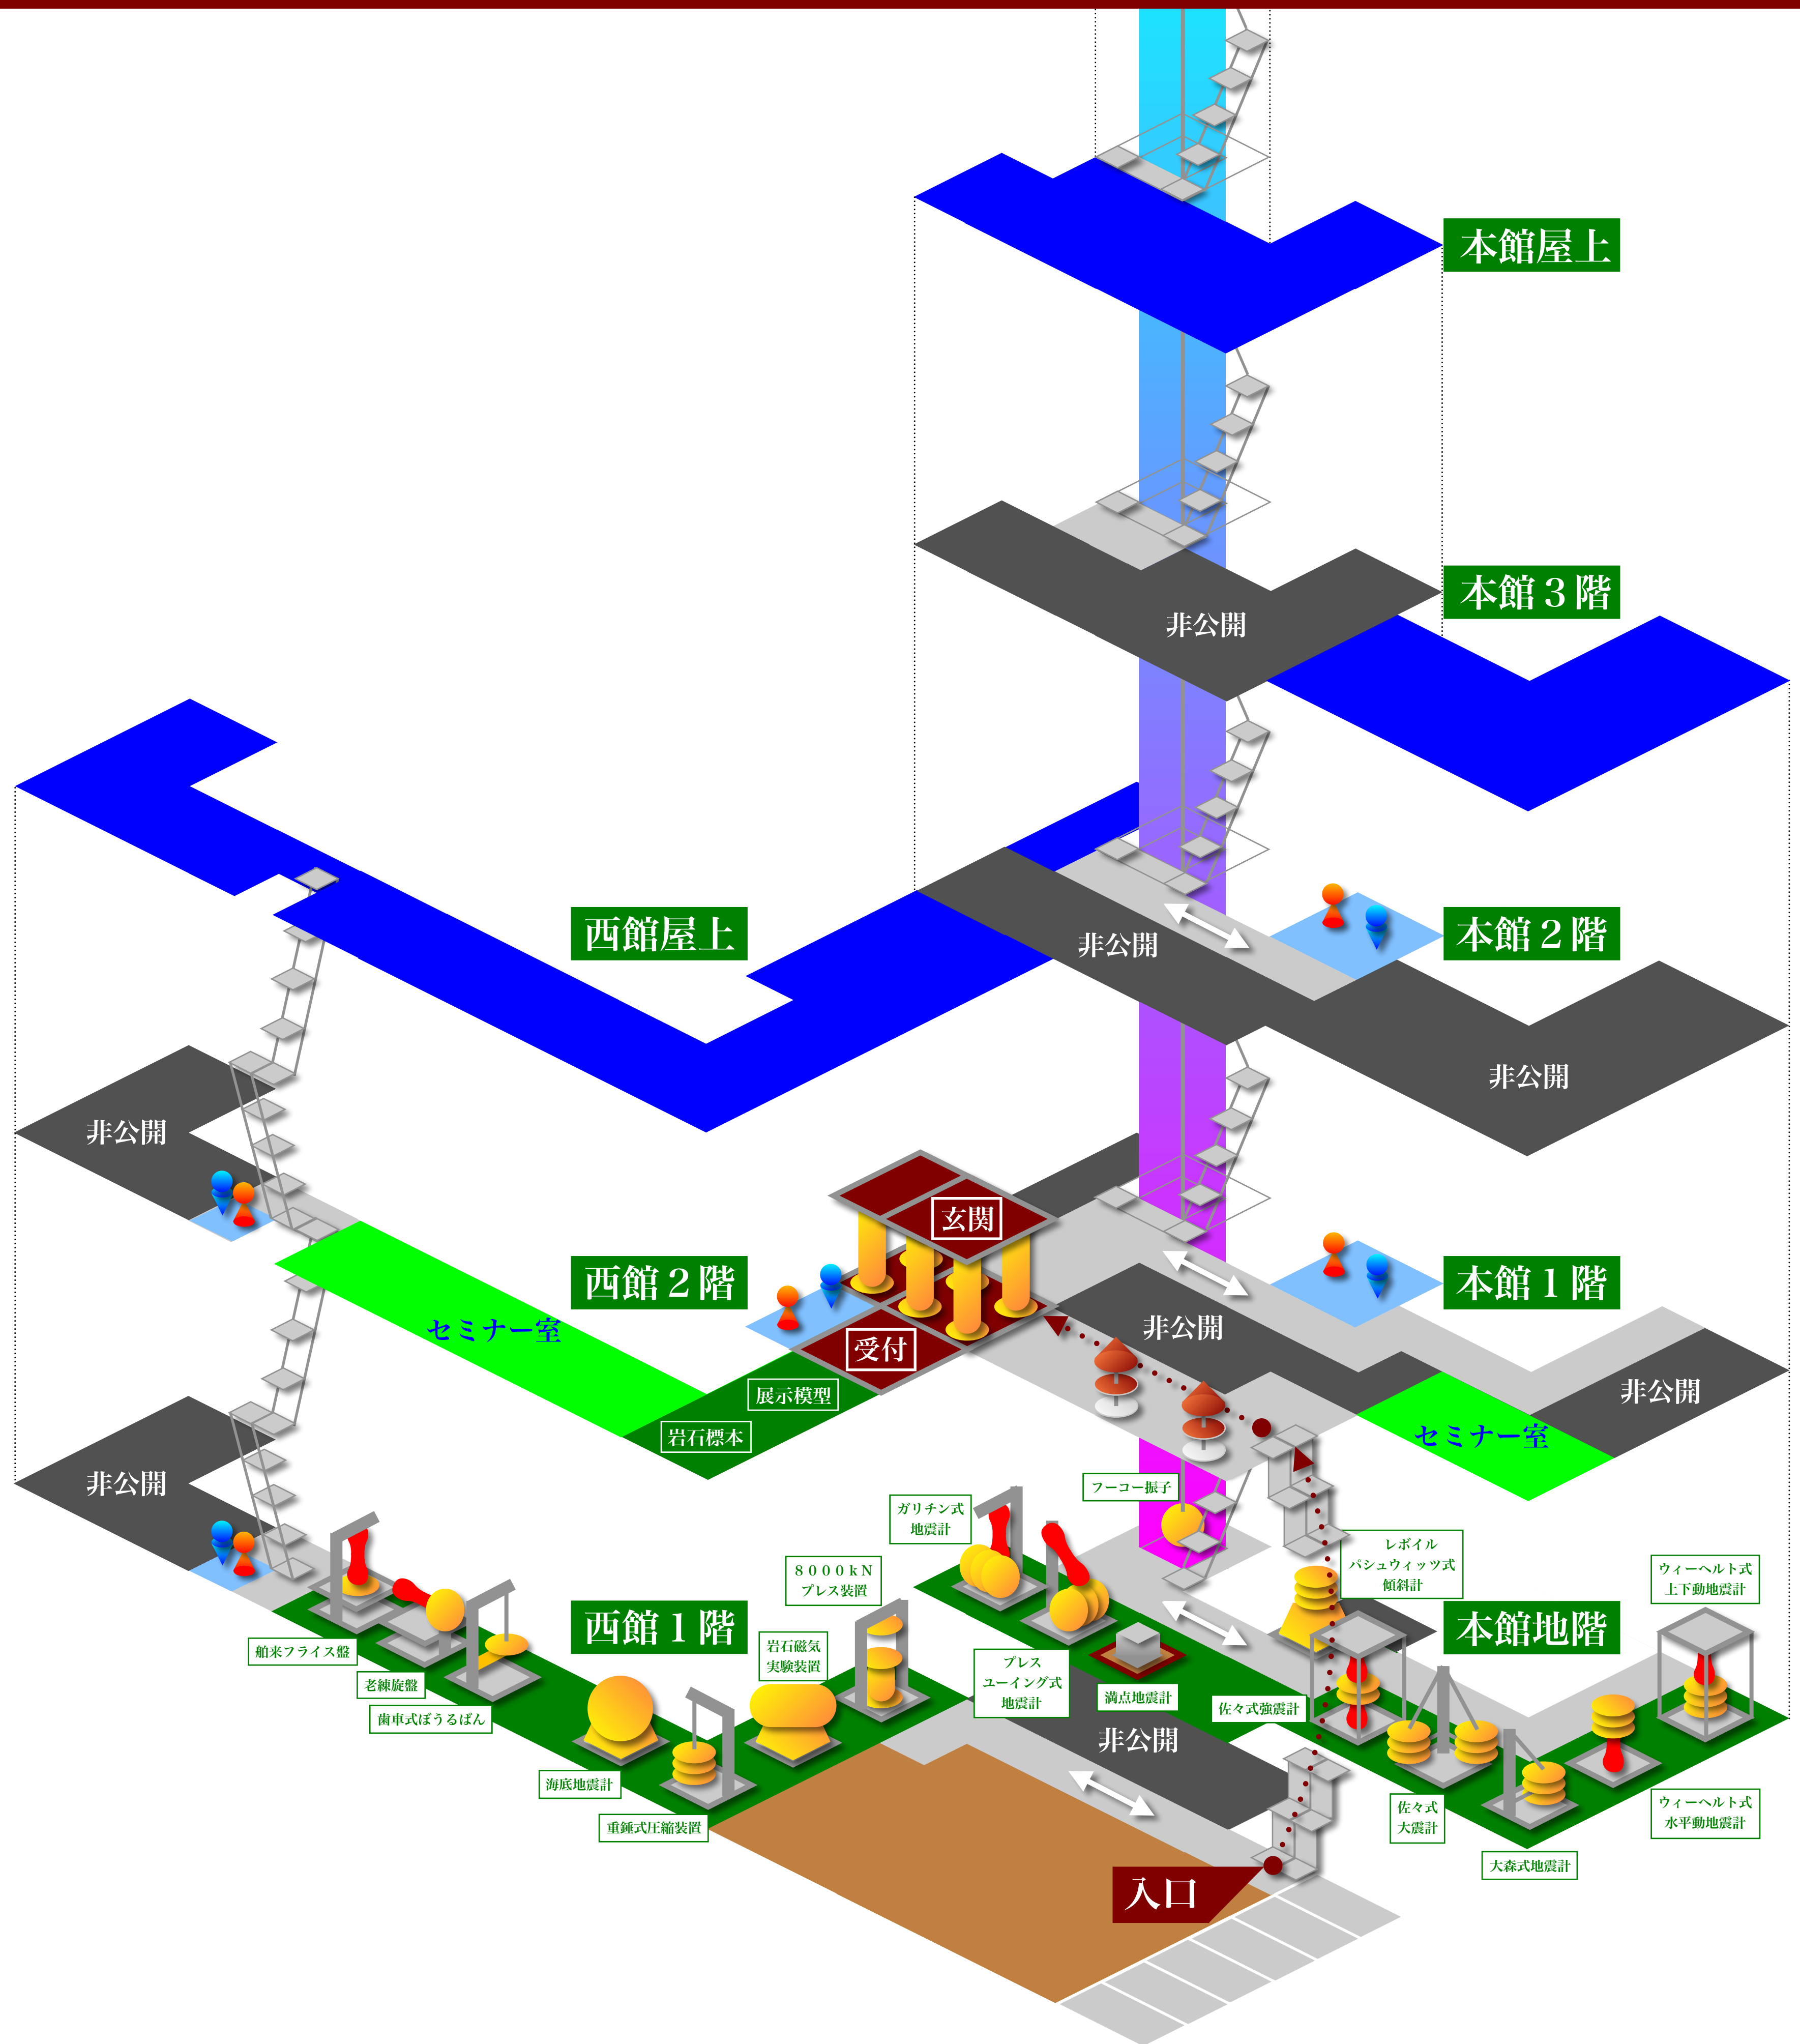 本館屋上
本館３階
非公開
西館屋上
本館２階
非公開
非公開
非公開
玄関
西館２階
本館１階
セミナー室
受付
非公開
非公開
展示模型
岩石標本
セミナー室
非公開
フーコー振子
ガリチン式
地震計
レボイル
パシュウィッツ式
傾斜計
８０００ｋＮ
プレス装置
ウィーヘルト式
上下動地震計
西館１階
本館地階
舶来フライス盤
岩石磁気
実験装置
プレス
ユーイング式
地震計
老練旋盤
満点地震計
佐々式強震計
歯車式ぼうるばん
非公開
海底地震計
重錘式圧縮装置
佐々式
大震計
ウィーヘルト式
水平動地震計
大森式地震計
入口